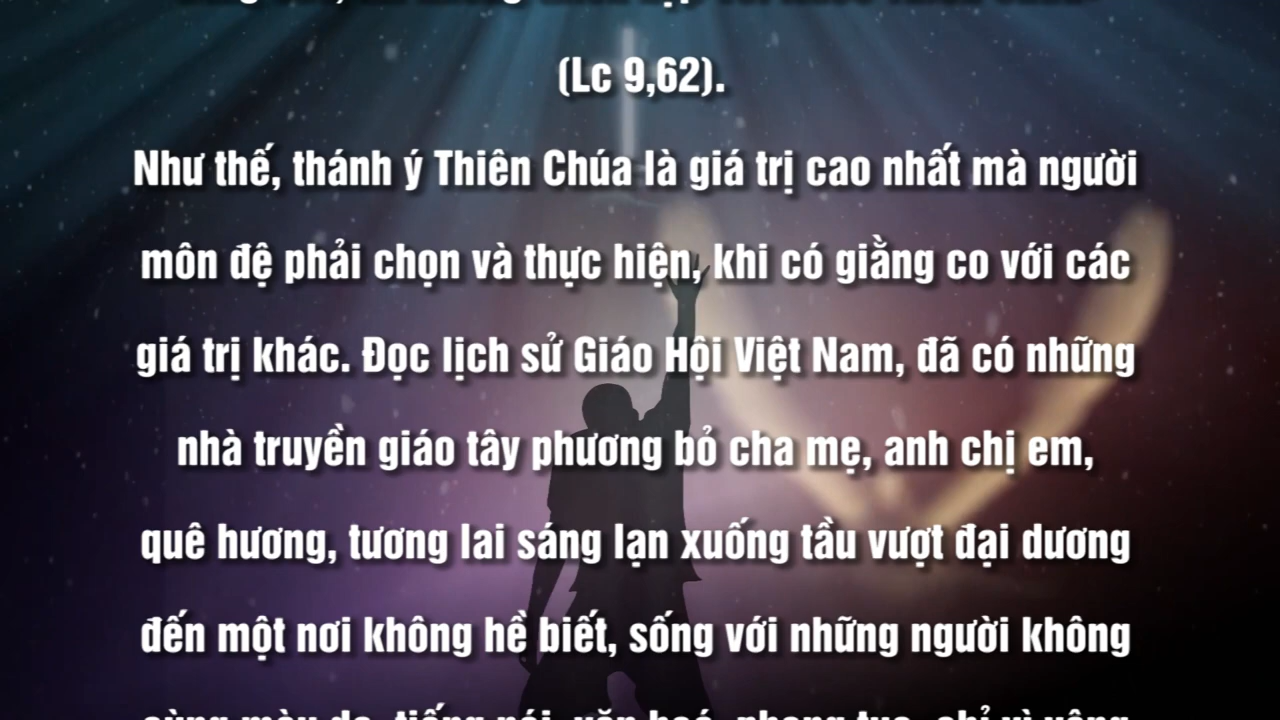 (Lc 9,62).
Như thế, thánh ý Thiên Chúa là giá trị cao nhất mà người
môn đệ phải chọn và thực hiện, khi có giằng co với các
giá trị khác. Đọc lịch sử Giáo Hội Việt Nam, đã có những
nhà truyền giáo tây phương bỏ cha mẹ, anh chị em,
quê hương, tương lai sáng lạn xuống tầu vượt đại dương
đến một nơi không hề biết, sống với những người không